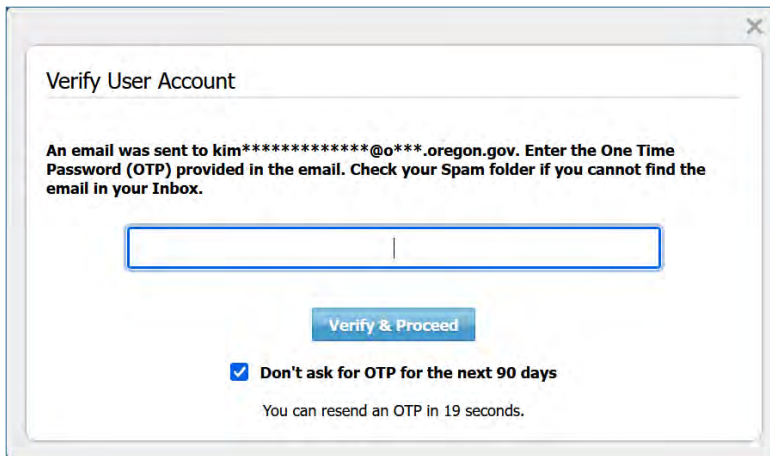 Verify User Account
An email was sent to kim*************@o***.oregon.gov. Enter the One Time
Password (OTP) provided in the email. Check your Spam folder if you cannot find the
email in your Inbox.
Verify & Proceed
Don't ask for OTP for the next 90 days
You can resend an OTP in 19 seconds.